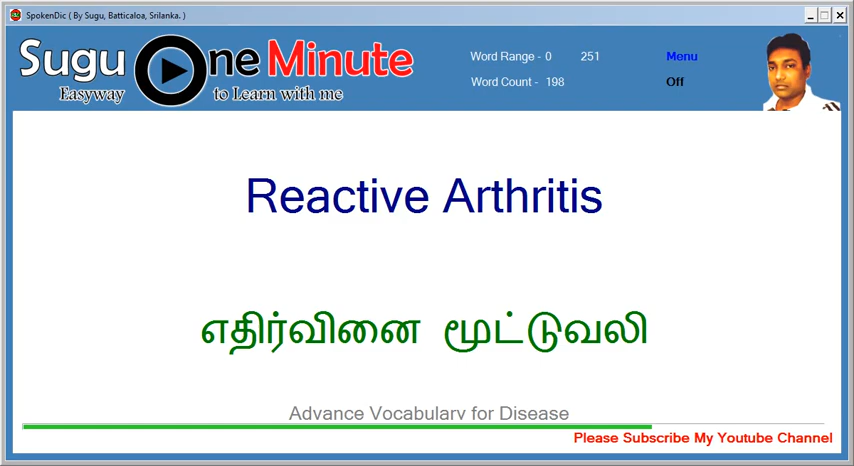 SpokenDic ( By Sugu, Batticaloa, Srilanka. )
Sugu One Minute
Easyway to Learn with me
Word Range - 0 251
Word Count - 198
Menu
Off
Reactive Arthritis
எதிர்வினை மூட்டுவலி
Advance Vocabulary for Disease
Please Subscribe My Youtube Channel